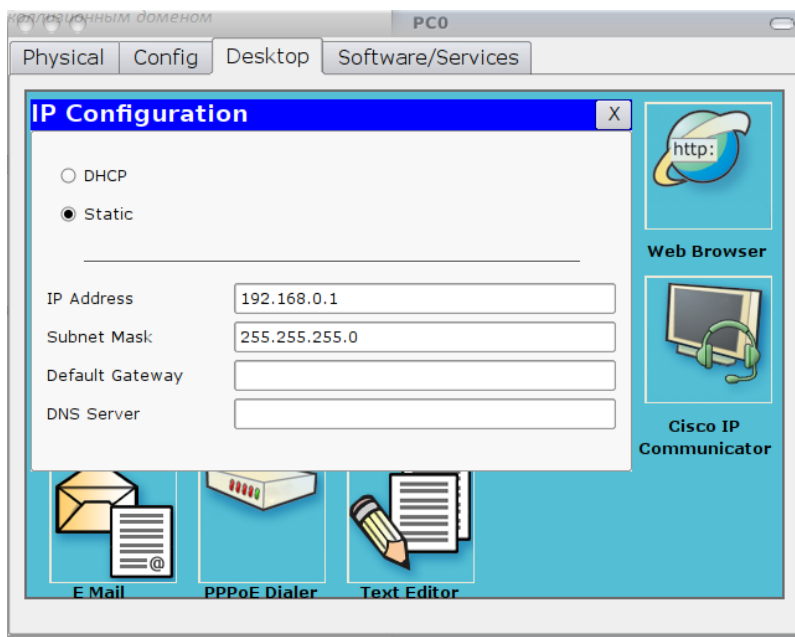 коллизионным доменом
PC0
Physical Config Desktop Software/Services
IP Configuration X
DHCP
Static
IP Address 192.168.0.1
Subnet Mask 255.255.255.0
Default Gateway
DNS Server
http:
Web Browser
Cisco IP
Communicator
@
E Mail PPPoE Dialer Text Editor